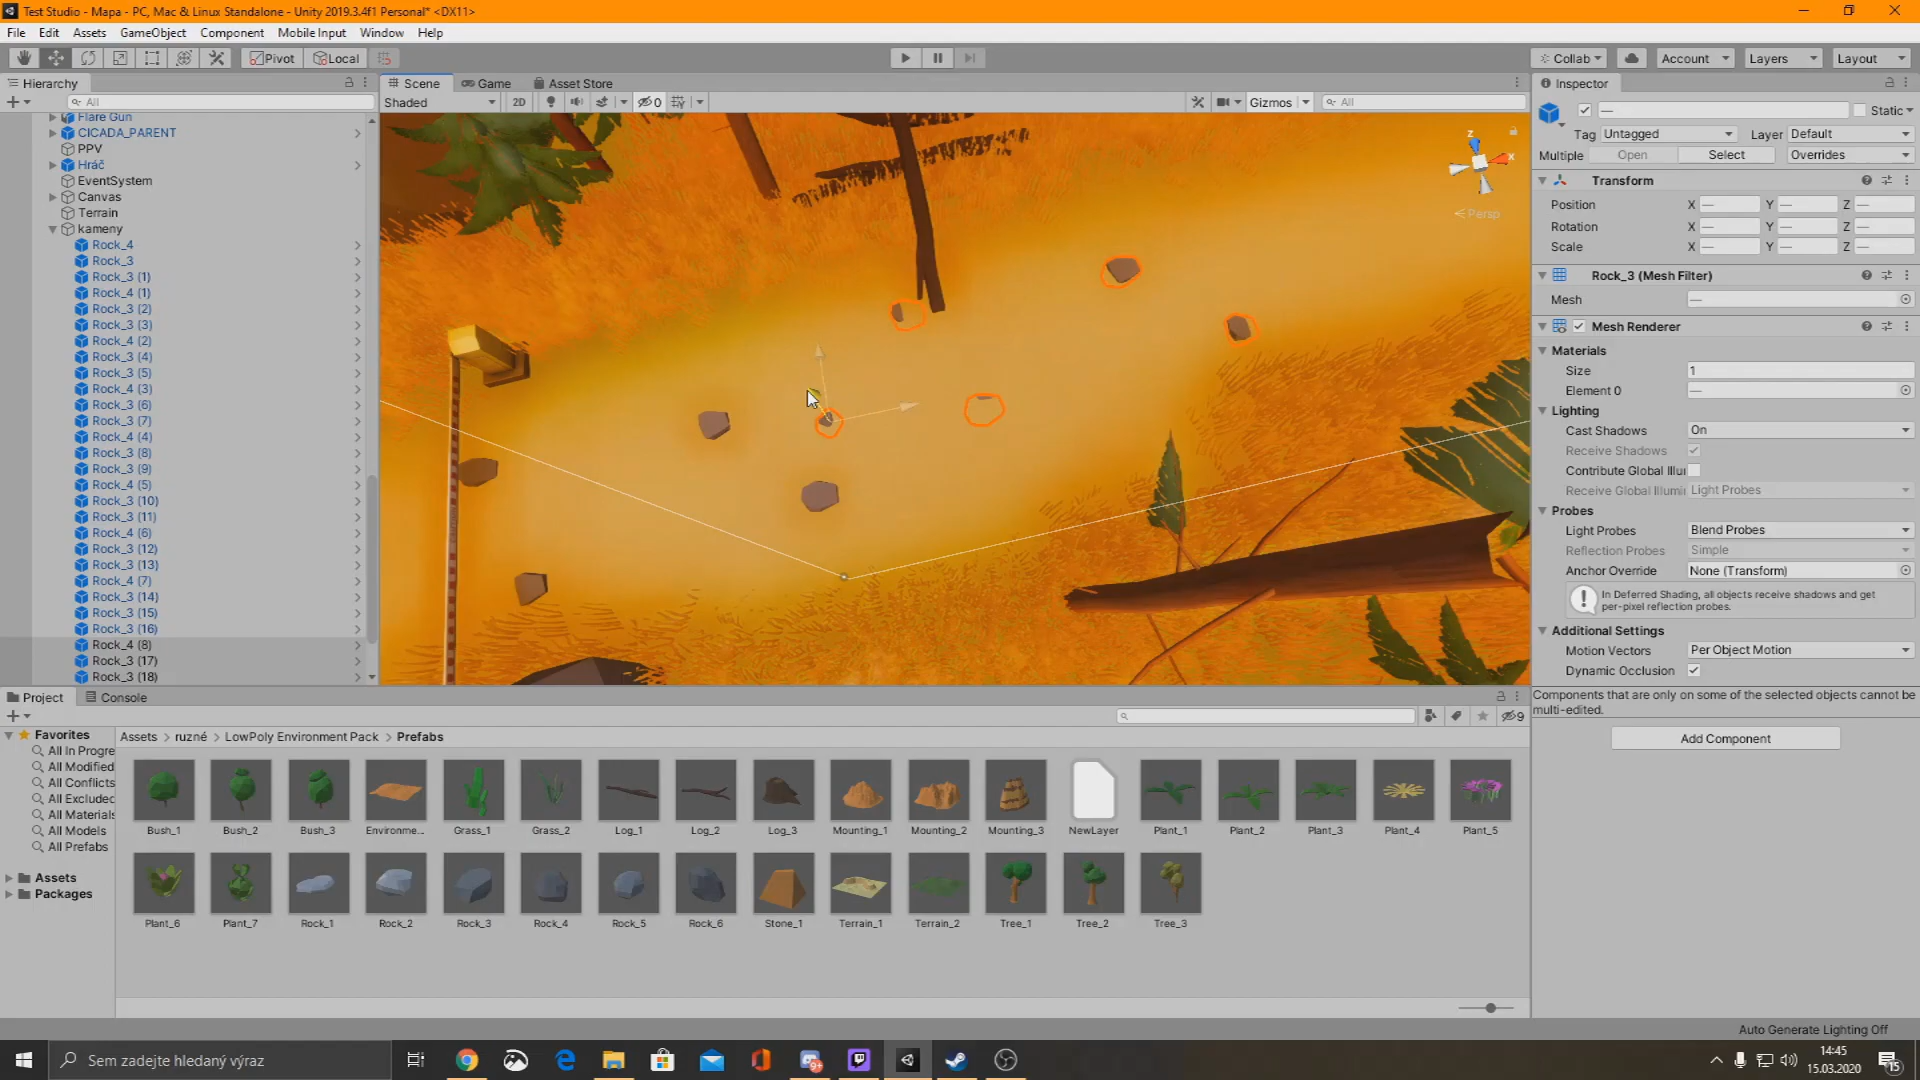 Test Studio - Mapa - PC, Mac & Linux Standalone - Unity 2019.3.4f1 Personal* <DX11>
File Edit Assets GameObject Component Mobile Input Window Help
Pivot Local Collab Account Layers Layout
Hierarchy
All
Flare Gun
CICADA_PARENT
PPV
Hráč
EventSystem
Canvas
Terrain
kameny
Rock_4
Rock_3
Rock_3 (1)
Rock_4 (1)
Rock_3 (2)
Rock_3 (3)
Rock_4 (2)
Rock_3 (4)
Rock_3 (5)
Rock_4 (3)
Rock_3 (6)
Rock_3 (7)
Rock_4 (4)
Rock_3 (8)
Rock_3 (9)
Rock_4 (5)
Rock_3 (10)
Rock_3 (11)
Rock_4 (6)
Rock_3 (12)
Rock_3 (13)
Rock_4 (7)
Rock_3 (14)
Rock_3 (15)
Rock_3 (16)
Rock_4 (8)
Rock_3 (17)
Rock_3 (18)
Scene Game Asset Store
Shaded 2D 0 Gizmos All
z
x
Persp
Inspector
— Static
Tag Untagged Layer Default
Multiple Open Select Overrides
Transform
Position X — Y — Z —
Rotation X — Y — Z —
Scale X — Y — Z —
Rock_3 (Mesh Filter)
Mesh —
Mesh Renderer
Materials
Size 1
Element 0 —
Lighting
Cast Shadows On
Receive Shadows
Contribute Global Illu
Receive Global Illumin Light Probes
Probes
Light Probes Blend Probes
Reflection Probes Simple
Anchor Override None (Transform)
In Deferred Shading, all objects receive shadows and get
per-pixel reflection probes.
Additional Settings
Motion Vectors Per Object Motion
Dynamic Occlusion
Components that are only on some of the selected objects cannot be
multi-edited.
Add Component
Project Console
9
Favorites
All In Progre
All Modified
All Conflicts
All Excluded
All Materials
All Models
All Prefabs
Assets
Packages
Assets > ruzné > LowPoly Environment Pack > Prefabs
Bush_1 Bush_2 Bush_3 Environme... Grass_1 Grass_2 Log_1 Log_2 Log_3 Mounting_1 Mounting_2 Mounting_3 NewLayer Plant_1 Plant_2 Plant_3 Plant_4 Plant_5
Plant_6 Plant_7 Rock_1 Rock_2 Rock_3 Rock_4 Rock_5 Rock_6 Stone_1 Terrain_1 Terrain_2 Tree_1 Tree_2 Tree_3
Auto Generate Lighting Off
Sem zadejte hledaný výraz
9+
14:45
15.03.2020
15